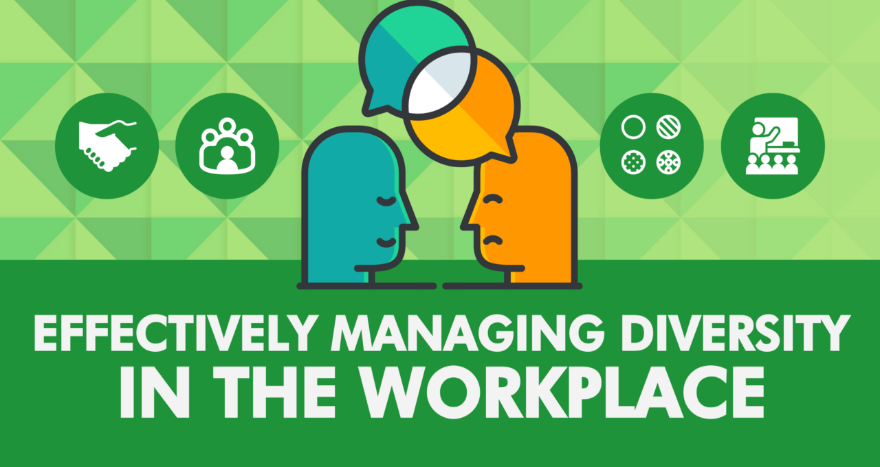 EFFECTIVELY MANAGING DIVERSITY
IN THE WORKPLACE